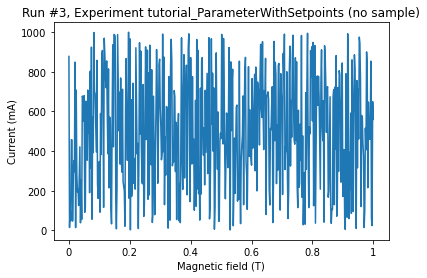 Run #3, Experiment tutorial_ParameterWithSetpoints (no sample)
1000
800
600
400
200
0
Current (mA)
0 0.2 0.4 0.6 0.8 1
Magnetic field (T)